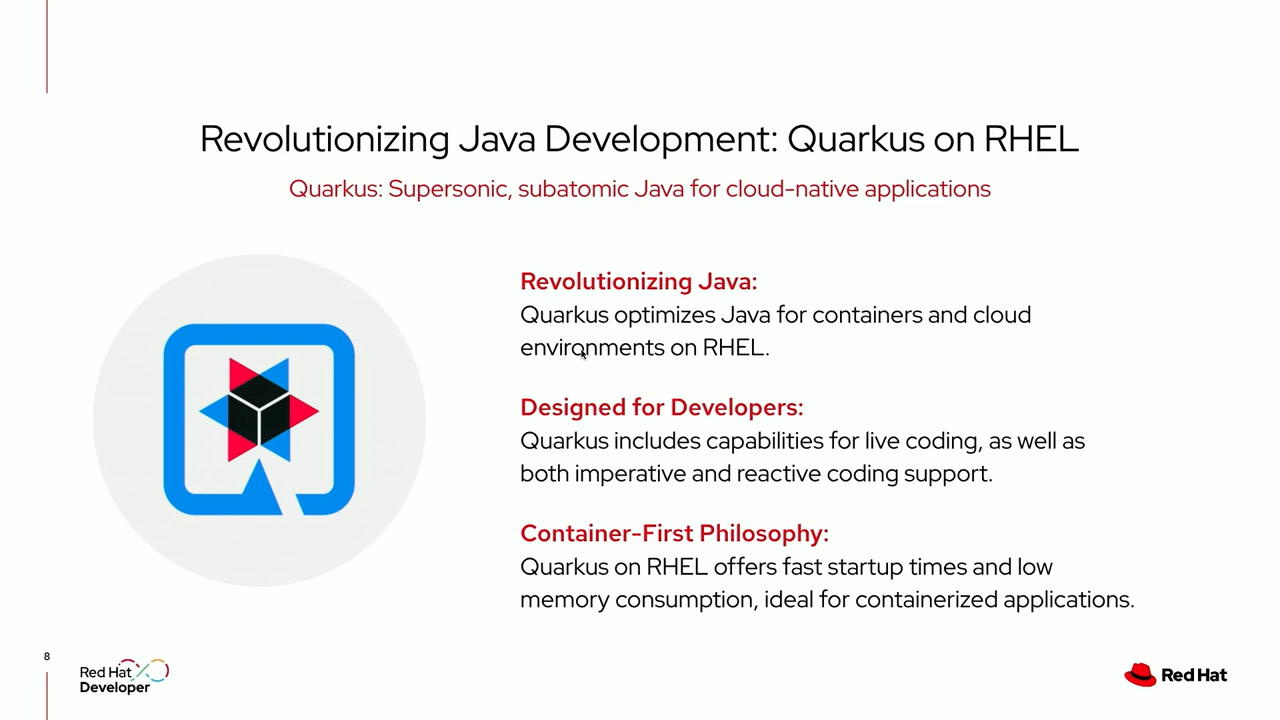 Revolutionizing Java Development: Quarkus on RHEL
Quarkus: Supersonic, subatomic Java for cloud-native applications
Revolutionizing Java:
Quarkus optimizes Java for containers and cloud
environments on RHEL.
Designed for Developers:
Quarkus includes capabilities for live coding, as well as
both imperative and reactive coding support.
Container-First Philosophy:
Quarkus on RHEL offers fast startup times and low
memory consumption, ideal for containerized applications.
8
Red Hat
Developer
Red Hat